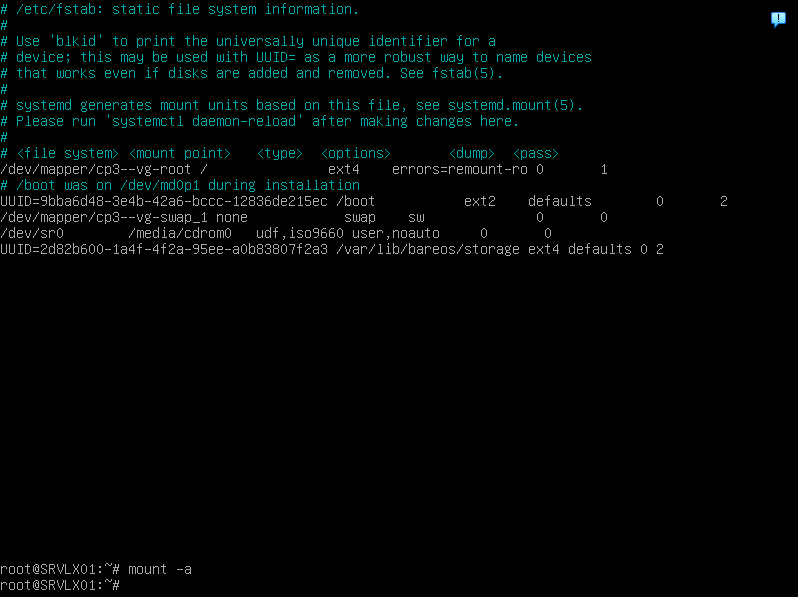 # /etc/fstab: static file system information.
#
# Use 'blkid' to print the universally unique identifier for a
# device; this may be used with UUID= as a more robust way to name devices
# that works even if disks are added and removed. See fstab(5).
#
# systemd generates mount units based on this file, see systemd.mount(5).
# Please run 'systemctl daemon-reload' after making changes here.
#
# <file system> <mount point>   <type>  <options>       <dump>  <pass>
/dev/mapper/cp3--vg-root /               ext4    errors=remount-ro 0       1
# /boot was on /dev/md0p1 during installation
UUID=9bba6d48-3e4b-42a6-bccc-12836de215ec /boot           ext2    defaults        0       2
/dev/mapper/cp3--vg-swap_1 none            swap    sw              0       0
/dev/sr0        /media/cdrom0   udf,iso9660 user,noauto     0       0
UUID=2d82b600-1a4f-4f2a-95ee-a0b83807f2a3 /var/lib/bareos/storage ext4 defaults 0 2
root@SRVLX01:~# mount -a
root@SRVLX01:~#